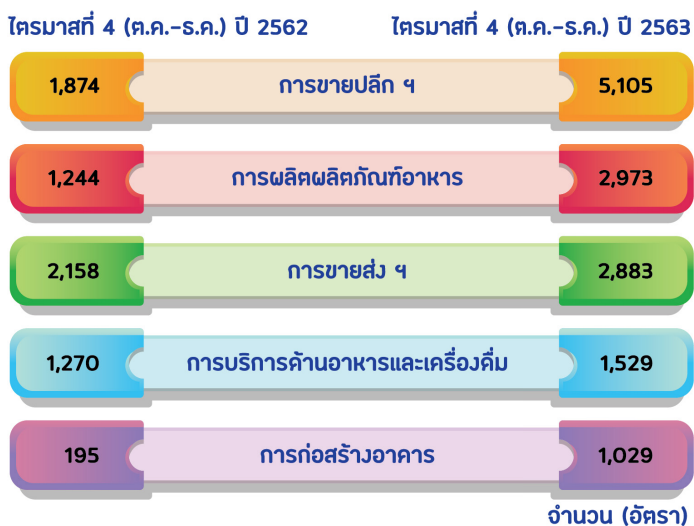 ไตรมาสที่ 4 (ต.ค.-ธ.ค.) ปี 2562 ไตรมาสที่ 4 (ต.ค.-ธ.ค.) ปี 2563
1,874 การขายปลีก ฯ 5,105
1,244 การผลิตผลิตภัณฑ์อาหาร 2,973
2,158 การขายส่ง ฯ 2,883
1,270 การบริการด้านอาหารและเครื่องดื่ม 1,529
195 การก่อสร้างอาคาร 1,029
จำนวน (อัตรา)